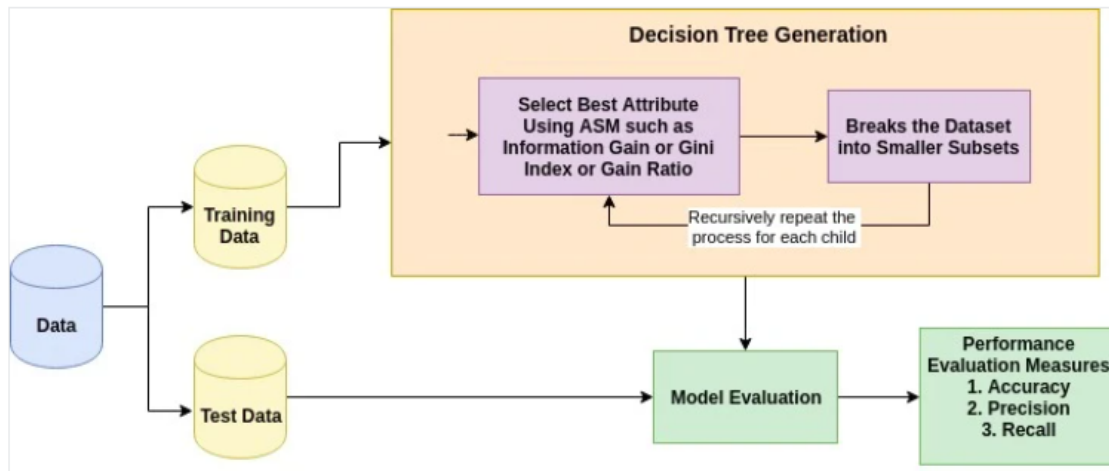 Decision Tree Generation
Select Best Attribute
Using ASM such as
Information Gain or Gini
Index or Gain Ratio
Breaks the Dataset
into Smaller Subsets
Recursively repeat the
process for each child
Training
Data
Data
Test Data
Model Evaluation
Performance
Evaluation Measures
1. Accuracy
2. Precision
3. Recall